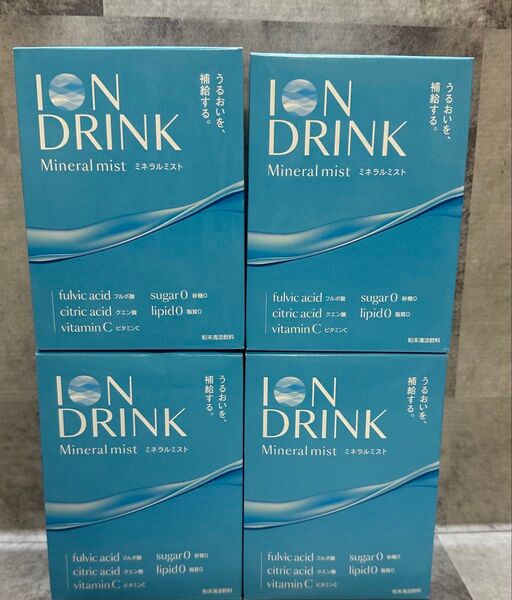 ION
DRINK
うるおいを、
補給する。
Mineral mist ミネラルミスト
fulvic acid フルボ酸 sugar 0 砂糖0
citric acid クエン酸 lipid 0 脂質0
vitamin C ビタミンC
粉末清涼飲料
ION
DRINK
うるおいを、
補給する。
Mineral mist ミネラルミスト
fulvic acid フルボ酸 sugar 0 砂糖0
citric acid クエン酸 lipid 0 脂質0
vitamin C ビタミンC
粉末清涼飲料
ION
DRINK
うるおいを、
補給する。
Mineral mist ミネラルミスト
fulvic acid フルボ酸 sugar 0 砂糖0
citric acid クエン酸 lipid 0 脂質0
vitamin C ビタミンC
粉末清涼飲料
ION
DRINK
うるおいを、
補給する。
Mineral mist ミネラルミスト
fulvic acid フルボ酸 sugar 0 砂糖0
citric acid クエン酸 lipid 0 脂質0
vitamin C ビタミンC
粉末清涼飲料